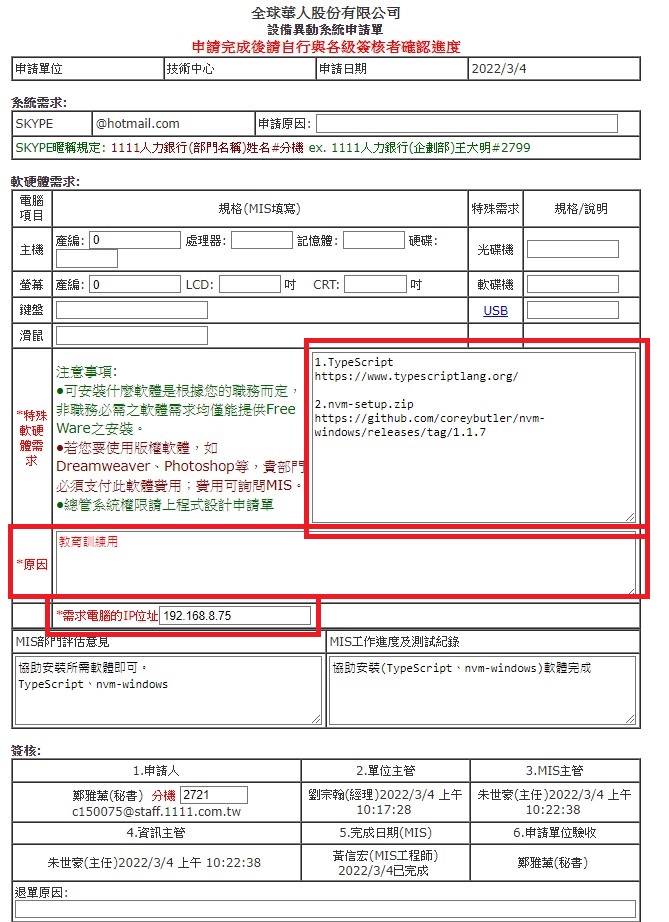 全球華人股份有限公司
設備異動系統申請單
申請完成後請自行與各級簽核者確認進度
申請單位 技術中心 申請日期 2022/3/4
系統需求:
SKYPE @hotmail.com 申請原因:
SKYPE暱稱規定: 1111人力銀行(部門名稱)姓名#分機 ex. 1111人力銀行(企劃部)王大明#2799
軟硬體需求:
電腦項目 規格(MIS填寫) 特殊需求 規格/說明
主機 產編: 0 處理器: 記憶體: 硬碟: 光碟機
螢幕 產編: 0 LCD: 吋 CRT: 吋 軟碟機
鍵盤 USB
滑鼠
*特殊軟硬體需求
注意事項:
●可安裝什麼軟體是根據您的職務而定，
非職務必需之軟體需求均僅能提供Free
Ware之安裝。
●若您要使用版權軟體，如
Dreamweaver、Photoshop等，貴部門
必須支付此軟體費用；費用可詢問MIS。
●總管系統權限請上程式設計申請單
1.TypeScript
https://www.typescriptlang.org/
2.nvm-setup.zip
https://github.com/coreybutler/nvm-
windows/releases/tag/1.1.7
*原因 教育訓練用
*需求電腦的IP位址 192.168.8.75
MIS部門評估意見 MIS工作進度及測試紀錄
協助安裝所需軟體即可。
TypeScript、nvm-windows
協助安裝(TypeScript、nvm-windows)軟體完成
簽核:
1.申請人 2.單位主管 3.MIS主管
鄭雅薰(秘書) 分機 2721
c150075@staff.1111.com.tw
劉宗翰(經理)2022/3/4 上午
10:17:28
朱世豪(主任)2022/3/4 上午
10:22:38
4.資訊主管 5.完成日期(MIS) 6.申請單位驗收
朱世豪(主任)2022/3/4 上午 10:22:38
黃信宏(MIS工程師)
2022/3/4已完成
鄭雅薰(秘書)
退單原因: